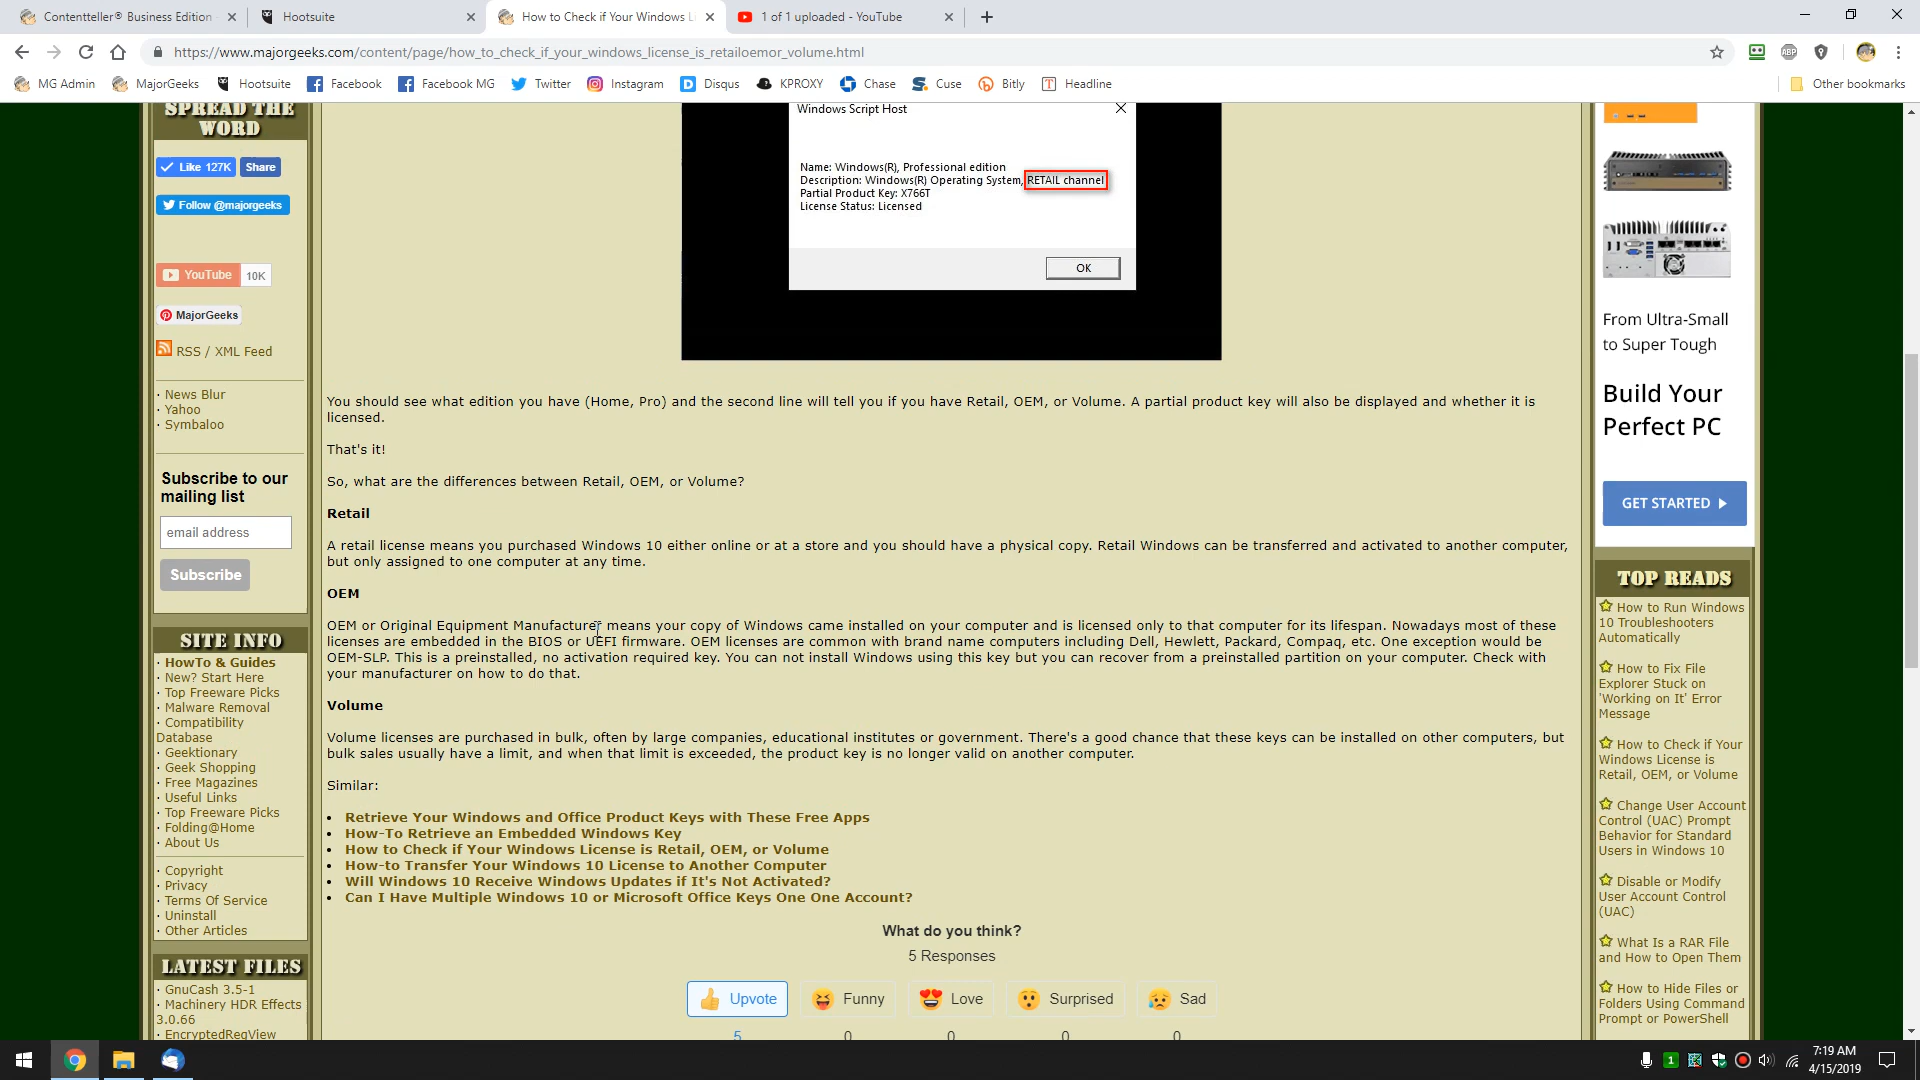 Contentteller® Business Edition
Hootsuite
How to Check if Your Windows Li
1 of 1 uploaded - YouTube
https://www.majorgeeks.com/content/page/how_to_check_if_your_windows_license_is_retailoemor_volume.html
ABP
MG Admin
MajorGeeks
Hootsuite
Facebook
Facebook MG
Twitter
Instagram
Disqus
KPROXY
Chase
Cuse
Bitly
Headline
Other bookmarks
SPREAD THE
WORD
Like 127K
Share
Follow @majorgeeks
YouTube
10K
MajorGeeks
RSS / XML Feed
· News Blur
· Yahoo
· Symbaloo
Subscribe to our
mailing list
email address
Subscribe
SITE INFO
· HowTo & Guides
· New? Start Here
· Top Freeware Picks
· Malware Removal
· Compatibility
Database
· Geektionary
· Geek Shopping
· Free Magazines
· Useful Links
· Top Freeware Picks
· Folding@Home
· About Us
· Copyright
· Privacy
· Terms Of Service
· Uninstall
· Other Articles
LATEST FILES
· GnuCash 3.5-1
· Machinery HDR Effects
3.0.66
· EncryptedRegView
Windows Script Host
Name: Windows(R), Professional edition
Description: Windows(R) Operating System, RETAIL channel
Partial Product Key: X766T
License Status: Licensed
OK
You should see what edition you have (Home, Pro) and the second line will tell you if you have Retail, OEM, or Volume. A partial product key will also be displayed and whether it is
licensed.
That's it!
So, what are the differences between Retail, OEM, or Volume?
Retail
A retail license means you purchased Windows 10 either online or at a store and you should have a physical copy. Retail Windows can be transferred and activated to another computer,
but only assigned to one computer at any time.
OEM
OEM or Original Equipment Manufacturer means your copy of Windows came installed on your computer and is licensed only to that computer for its lifespan. Nowadays most of these
licenses are embedded in the BIOS or UEFI firmware. OEM licenses are common with brand name computers including Dell, Hewlett, Packard, Compaq, etc. One exception would be
OEM-SLP. This is a preinstalled, no activation required key. You can not install Windows using this key but you can recover from a preinstalled partition on your computer. Check with
your manufacturer on how to do that.
Volume
Volume licenses are purchased in bulk, often by large companies, educational institutes or government. There's a good chance that these keys can be installed on other computers, but
bulk sales usually have a limit, and when that limit is exceeded, the product key is no longer valid on another computer.
Similar:
• Retrieve Your Windows and Office Product Keys with These Free Apps
• How-To Retrieve an Embedded Windows Key
• How to Check if Your Windows License is Retail, OEM, or Volume
• How-to Transfer Your Windows 10 License to Another Computer
• Will Windows 10 Receive Windows Updates if It's Not Activated?
• Can I Have Multiple Windows 10 or Microsoft Office Keys One One Account?
What do you think?
5 Responses
Upvote
Funny
Love
Surprised
Sad
5
0
0
0
0
From Ultra-Small
to Super Tough
Build Your
Perfect PC
GET STARTED
TOP READS
How to Run Windows
10 Troubleshooters
Automatically
How to Fix File
Explorer Stuck on
'Working on It' Error
Message
How to Check if Your
Windows License is
Retail, OEM, or Volume
Change User Account
Control (UAC) Prompt
Behavior for Standard
Users in Windows 10
Disable or Modify
User Account Control
(UAC)
What Is a RAR File
and How to Open Them
How to Hide Files or
Folders Using Command
Prompt or PowerShell
1
7:19 AM
4/15/2019